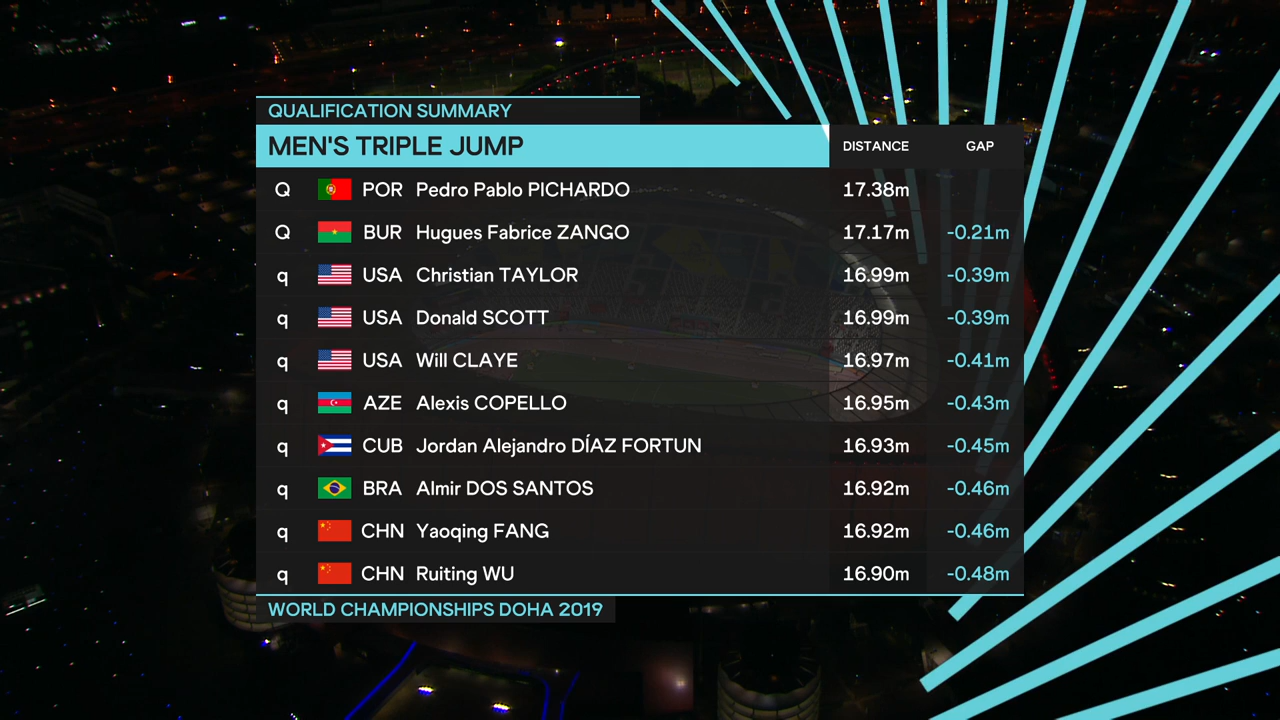 QUALIFICATION SUMMARY
MEN'S TRIPLE JUMP DISTANCE GAP
Q POR Pedro Pablo PICHARDO 17.38m
Q BUR Hugues Fabrice ZANGO 17.17m -0.21m
q USA Christian TAYLOR 16.99m -0.39m
q USA Donald SCOTT 16.99m -0.39m
q USA Will CLAYE 16.97m -0.41m
q AZE Alexis COPELLO 16.95m -0.43m
q CUB Jordan Alejandro DÍAZ FORTUN 16.93m -0.45m
q BRA Almir DOS SANTOS 16.92m -0.46m
q CHN Yaoqing FANG 16.92m -0.46m
q CHN Ruiting WU 16.90m -0.48m
WORLD CHAMPIONSHIPS DOHA 2019